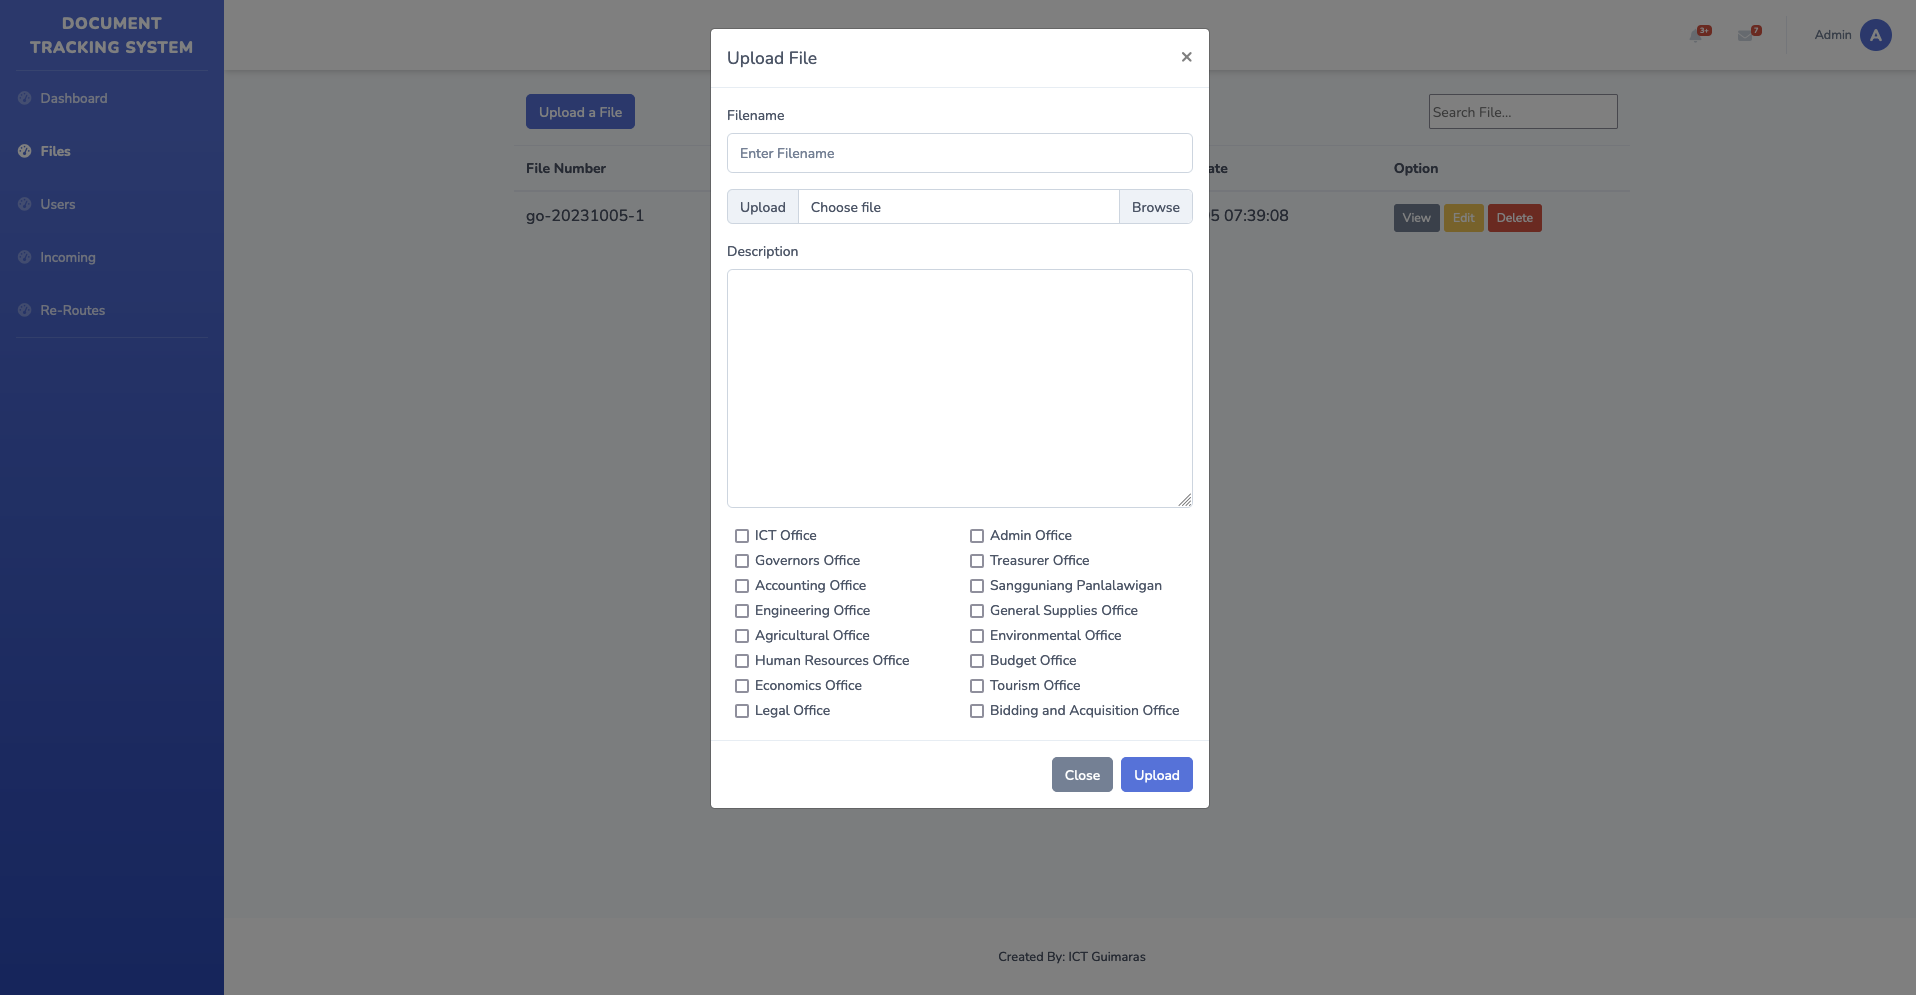 DOCUMENT
TRACKING SYSTEM
Dashboard
Files
Users
Incoming
Re-Routes
3+
7
Admin
A
Upload a File
Search File...
File Number
ate
Option
go-20231005-1
5 07:39:08
View
Edit
Delete
Upload File
×
Filename
Enter Filename
Upload
Choose file
Browse
Description
ICT Office
Admin Office
Governors Office
Treasurer Office
Accounting Office
Sangguniang Panlalawigan
Engineering Office
General Supplies Office
Agricultural Office
Environmental Office
Human Resources Office
Budget Office
Economics Office
Tourism Office
Legal Office
Bidding and Acquisition Office
Close
Upload
Created By: ICT Guimaras